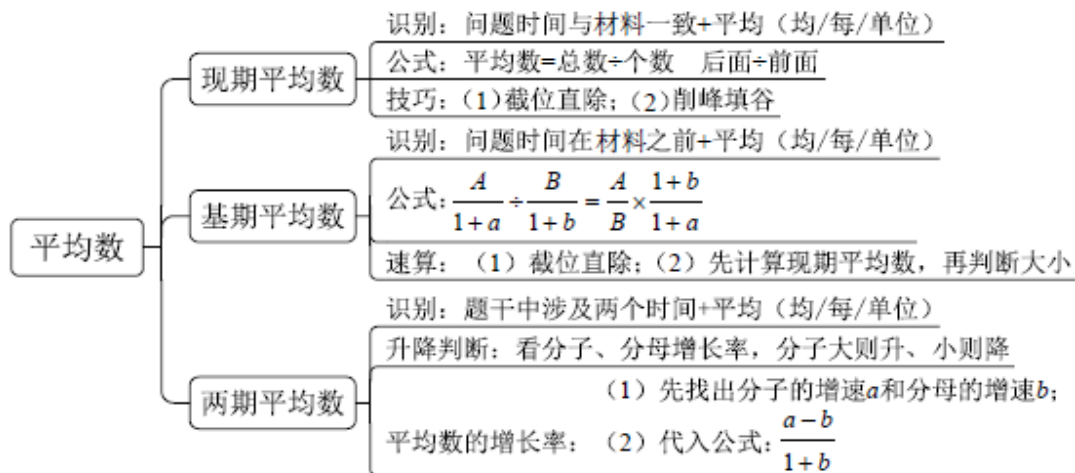 平均数
现期平均数
识别：问题时间与材料一致+平均（均/每/单位）
公式：平均数=总数÷个数 后面÷前面
技巧：（1）截位直除；（2）削峰填谷
基期平均数
识别：问题时间在材料之前+平均（均/每/单位）
公式：A/(1+a)÷B/(1+b)=A/B×(1+b)/(1+a)
速算：（1）截位直除；（2）先计算现期平均数，再判断大小
两期平均数
识别：题干中涉及两个时间+平均（均/每/单位）
升降判断：看分子、分母增长率，分子大则升、小则降
（1）先找出分子的增速a和分母的增速b；
平均数的增长率：（2）代入公式：(a−b)/(1+b)